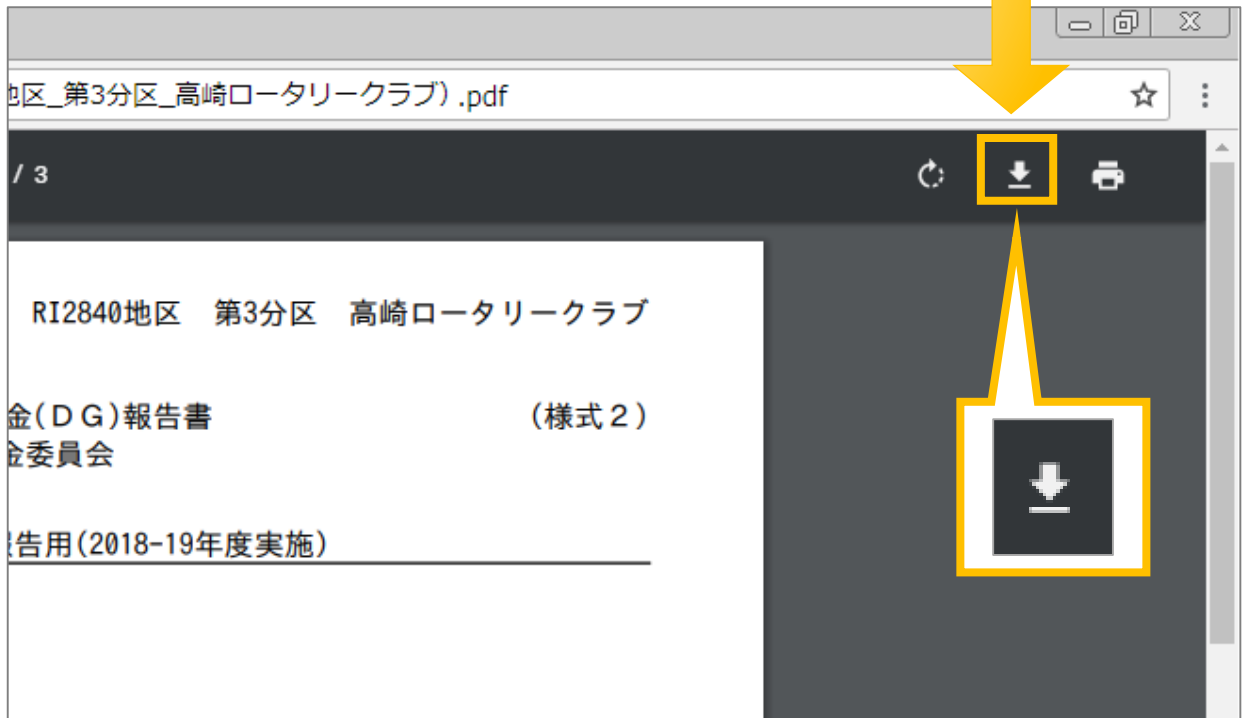 地区_第3分区_高崎ロータリークラブ).pdf
/ 3
RI2840地区　第3分区　高崎ロータリークラブ
金(ＤＧ)報告書　（様式２）
金委員会
報告用(2018-19年度実施)